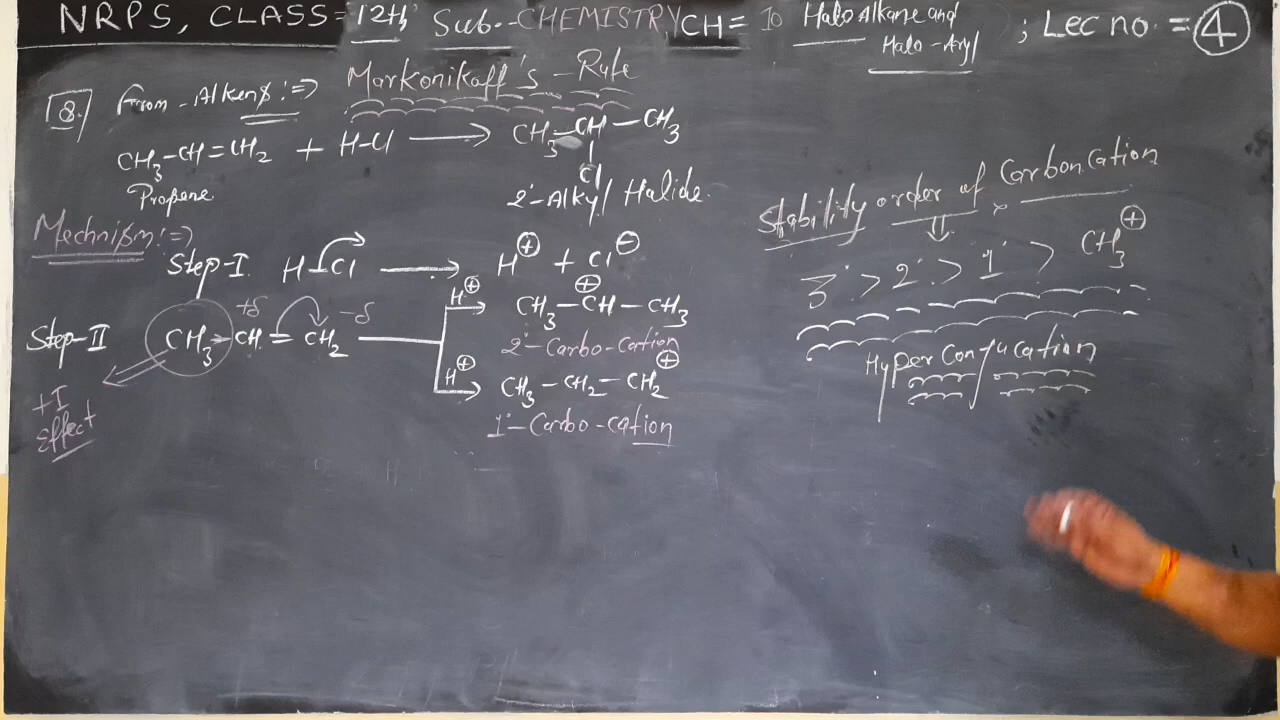 NRPS, CLASS=12th Sub.-CHEMISTRY, CH= 10 Halo Alkane and Halo-Aryl ; Lec no. = 4
8. From-Alkens:⇒ Markonikoff's-Rule
CH3-CH=CH2 + H-Cl ⟶ CH3-CH-CH3
Cl
Propene 2°-Alkyl Halide.
Mechnism:⇒
Step-I H-Cl ⟶ H⊕ + Cl⊖
Step-II CH3-CH=CH2 +δ -δ
H⊕ CH3-CH⊕-CH3
2°-Carbo-Cation
H⊕ CH3-CH2-CH2⊕
1°-Carbo-cation
+I
Effect
Stability order of Carbon Cation
⇓
3° > 2° > 1° > CH3⊕
Hyper Conjucation